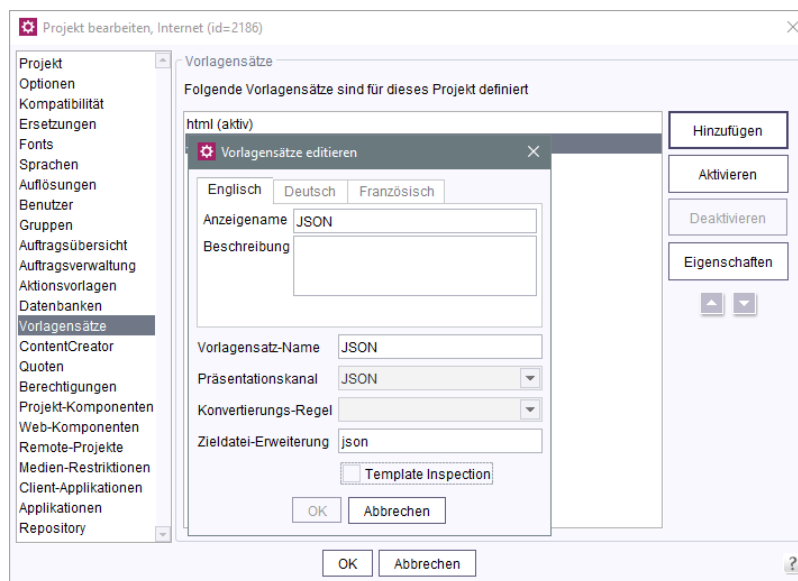 Projekt bearbeiten, Internet (id=2186)
Projekt
Optionen
Kompatibilität
Ersetzungen
Fonts
Sprachen
Auflösungen
Benutzer
Gruppen
Auftragsübersicht
Auftragsverwaltung
Aktionsvorlagen
Datenbanken
Vorlagensätze
ContentCreator
Quoten
Berechtigungen
Projekt-Komponenten
Web-Komponenten
Remote-Projekte
Medien-Restriktionen
Client-Applikationen
Applikationen
Repository
Vorlagensätze
Folgende Vorlagensätze sind für dieses Projekt definiert
html (aktiv)
Hinzufügen
Aktivieren
Deaktivieren
Eigenschaften
Vorlagensätze editieren
Englisch Deutsch Französisch
Anzeigename JSON
Beschreibung
Vorlagensatz-Name JSON
Präsentationskanal JSON
Konvertierungs-Regel
Zieldatei-Erweiterung json
Template Inspection
OK Abbrechen
OK Abbrechen
?